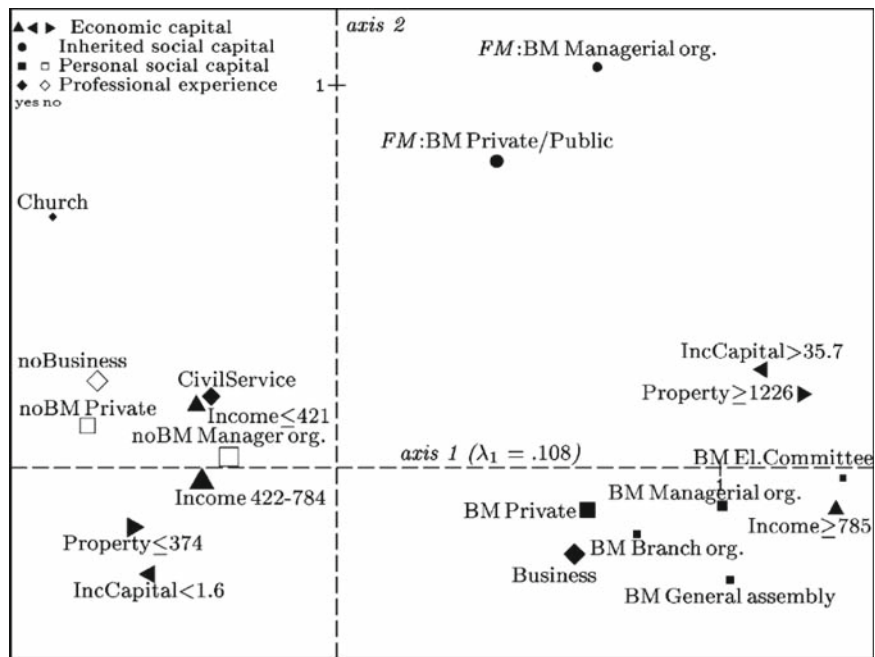 Economic capital
Inherited social capital
Personal social capital
Professional experience
yes no
axis 2
1
FM:BM Managerial org.
FM:BM Private/Public
Church
IncCapital>35.7
Property≥1226
noBusiness
CivilService
noBM Private
Income≤421
noBM Manager org.
axis 1 (λ₁ = .108)
BM El.Committee
1
Income 422-784
BM Managerial org.
BM Private
Income≥785
Property≤374
BM Branch org.
Business
IncCapital<1.6
BM General assembly